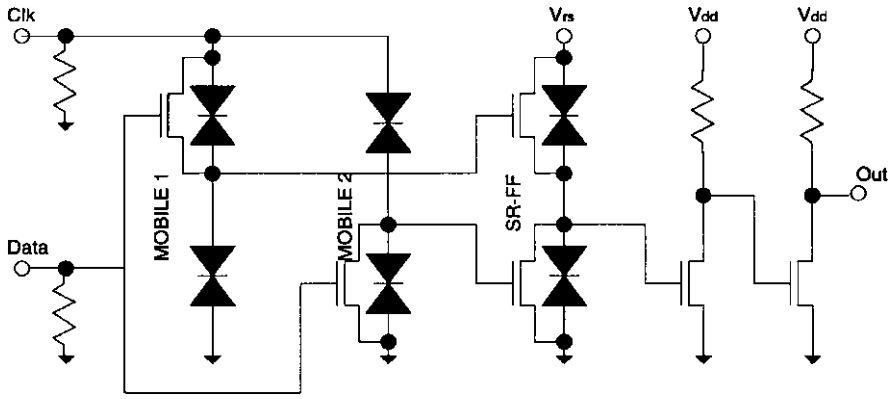 Clk
Vrs
Vdd
Vdd
MOBILE 1
MOBILE 2
SR-FF
Out
Data